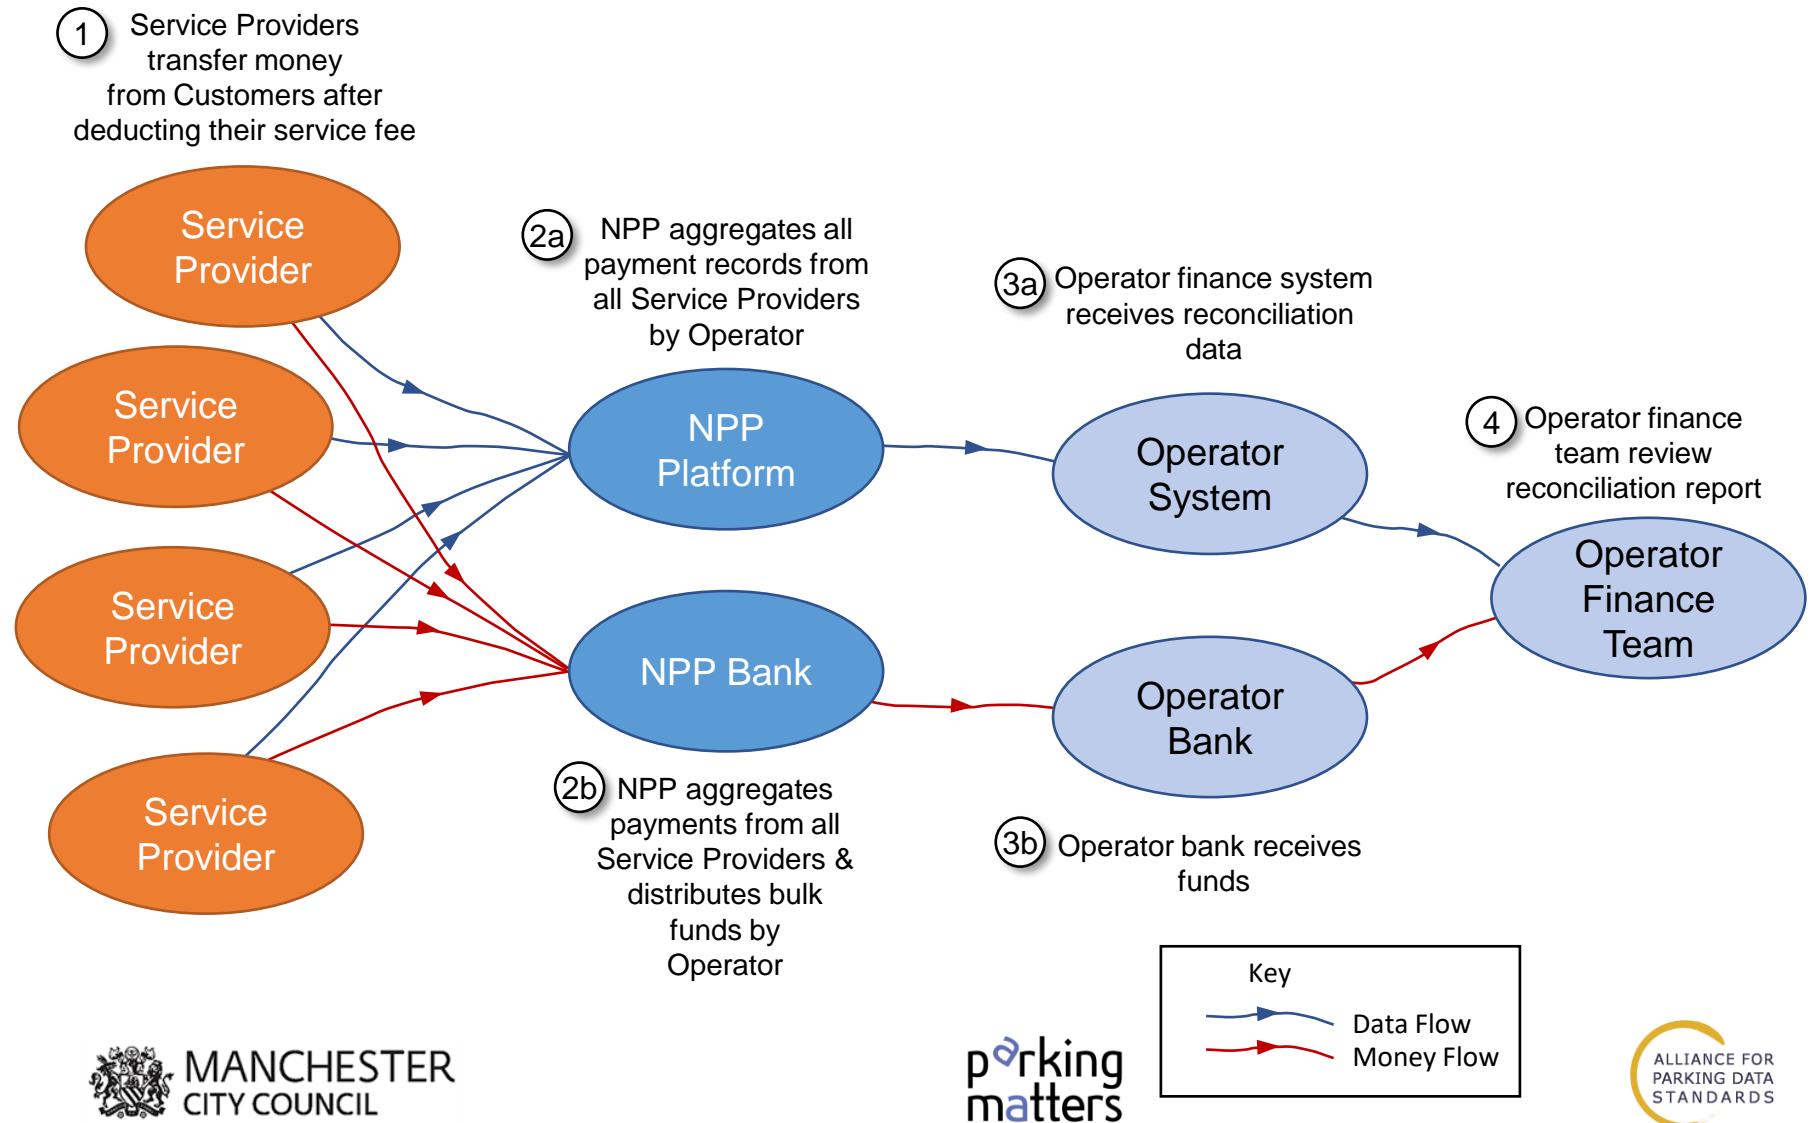 1
Service Providers
transfer money
from Customers after
deducting their service fee
Service
Provider
Service
Provider
Service
Provider
Service
Provider
2a
NPP aggregates all
payment records from
all Service Providers
by Operator
NPP
Platform
NPP Bank
2b
NPP aggregates
payments from all
Service Providers &
distributes bulk
funds by
Operator
3a
Operator finance system
receives reconciliation
data
Operator
System
Operator
Bank
3b
Operator bank receives
funds
4
Operator finance
team review
reconciliation report
Operator
Finance
Team
Key
Data Flow
Money Flow
MANCHESTER
CITY COUNCIL
parking
matters
ALLIANCE FOR
PARKING DATA
STANDARDS